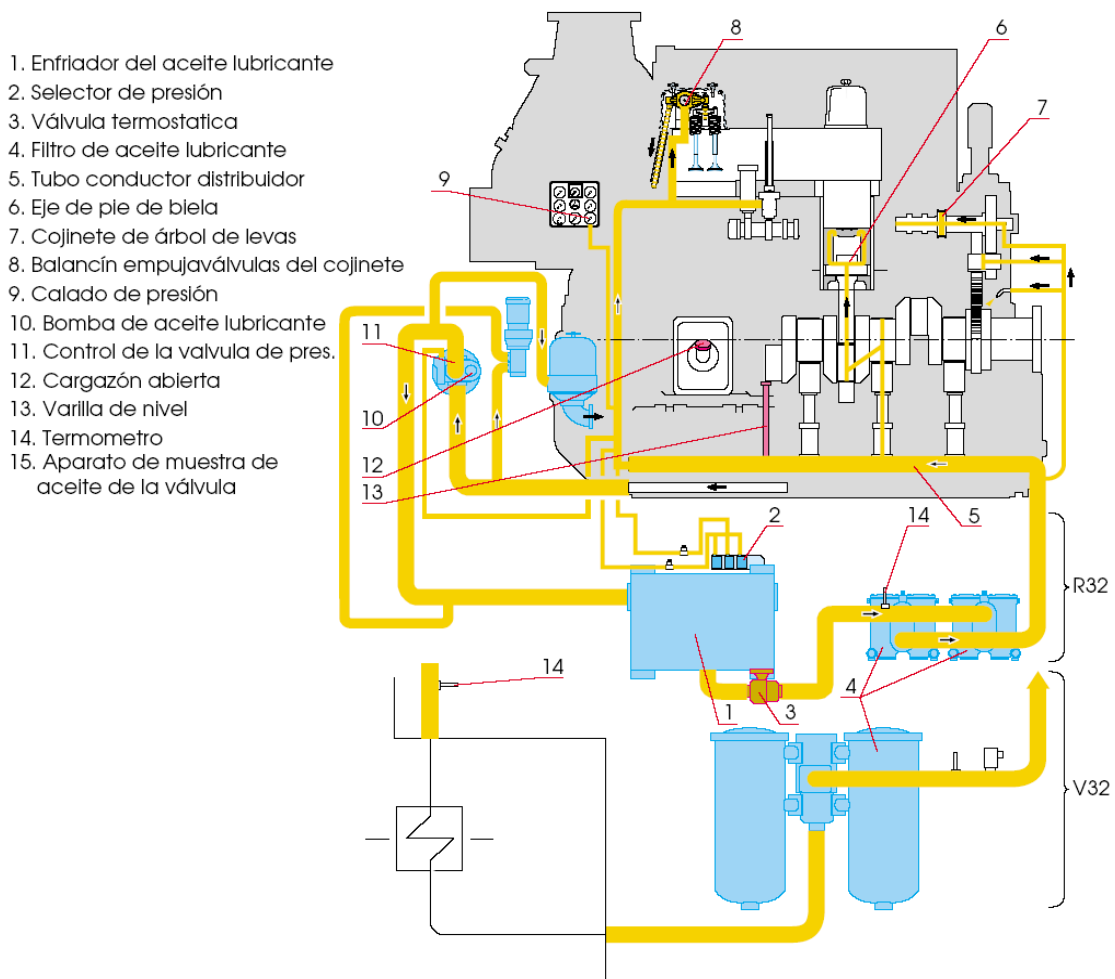 1. Enfriador del aceite lubricante
2. Selector de presión
3. Válvula termostatica
4. Filtro de aceite lubricante
5. Tubo conductor distribuidor
6. Eje de pie de biela
7. Cojinete de árbol de levas
8. Balancín empujaválvulas del cojinete
9. Calado de presión
10. Bomba de aceite lubricante
11. Control de la valvula de pres.
12. Cargazón abierta
13. Varilla de nivel
14. Termometro
15. Aparato de muestra de
aceite de la válvula
8
6
7
9
11
10
12
13
5
2
14
R32
14
1
3
4
V32